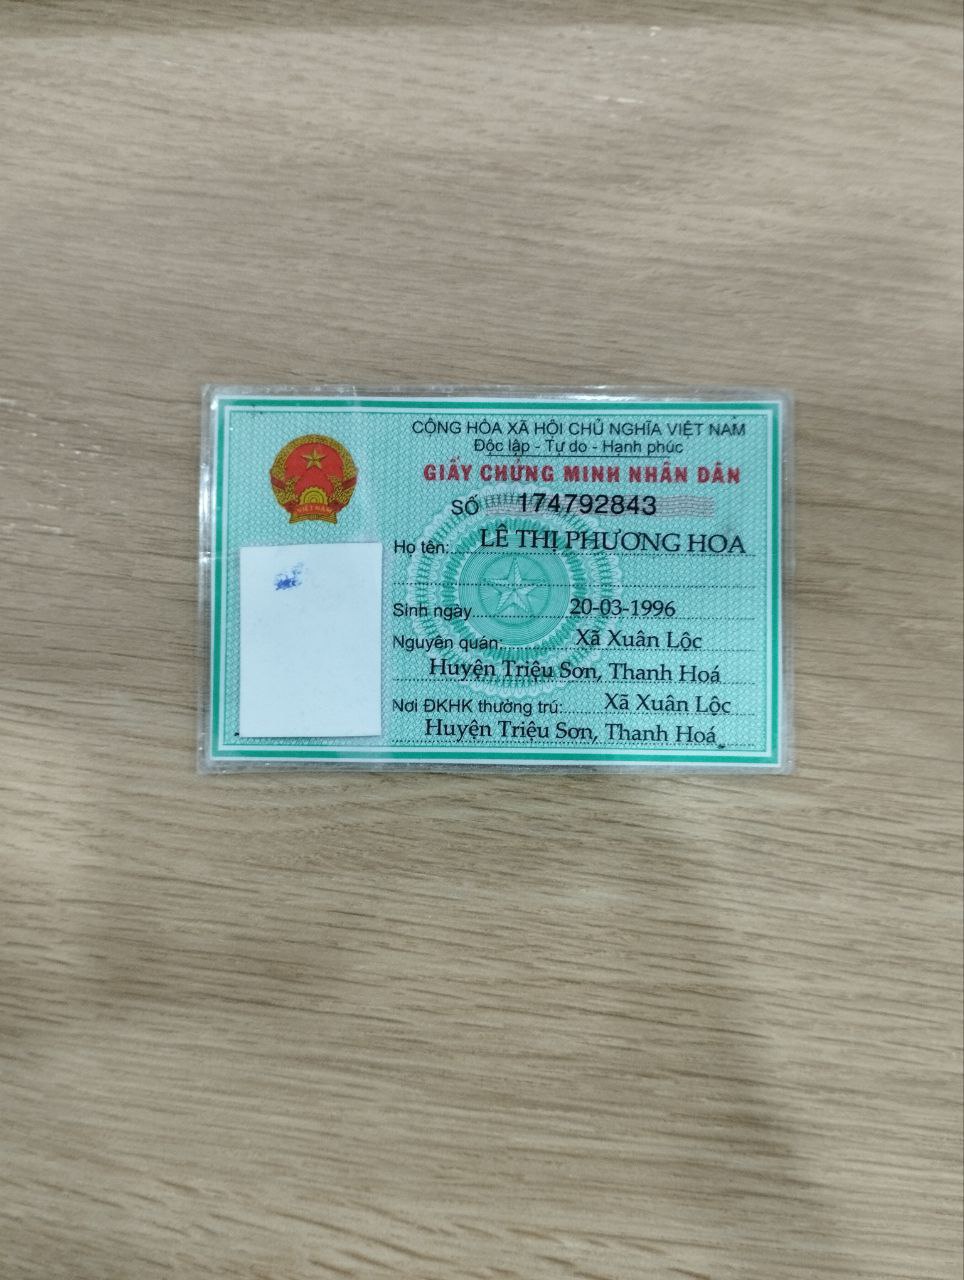 CỘNG HÒA XÃ HỘI CHỦ NGHĨA VIỆT NAM
Độc lập - Tự do - Hạnh phúc
GIẤY CHỨNG MINH NHÂN DÂN
SỐ 174792843
VIỆT NAM
Họ tên: LÊ THỊ PHƯƠNG HOA
Sinh ngày 20-03-1996
Nguyên quán: Xã Xuân Lộc
Huyện Triệu Sơn, Thanh Hoá
Nơi ĐKHK thường trú: Xã Xuân Lộc
Huyện Triệu Sơn, Thanh Hoá